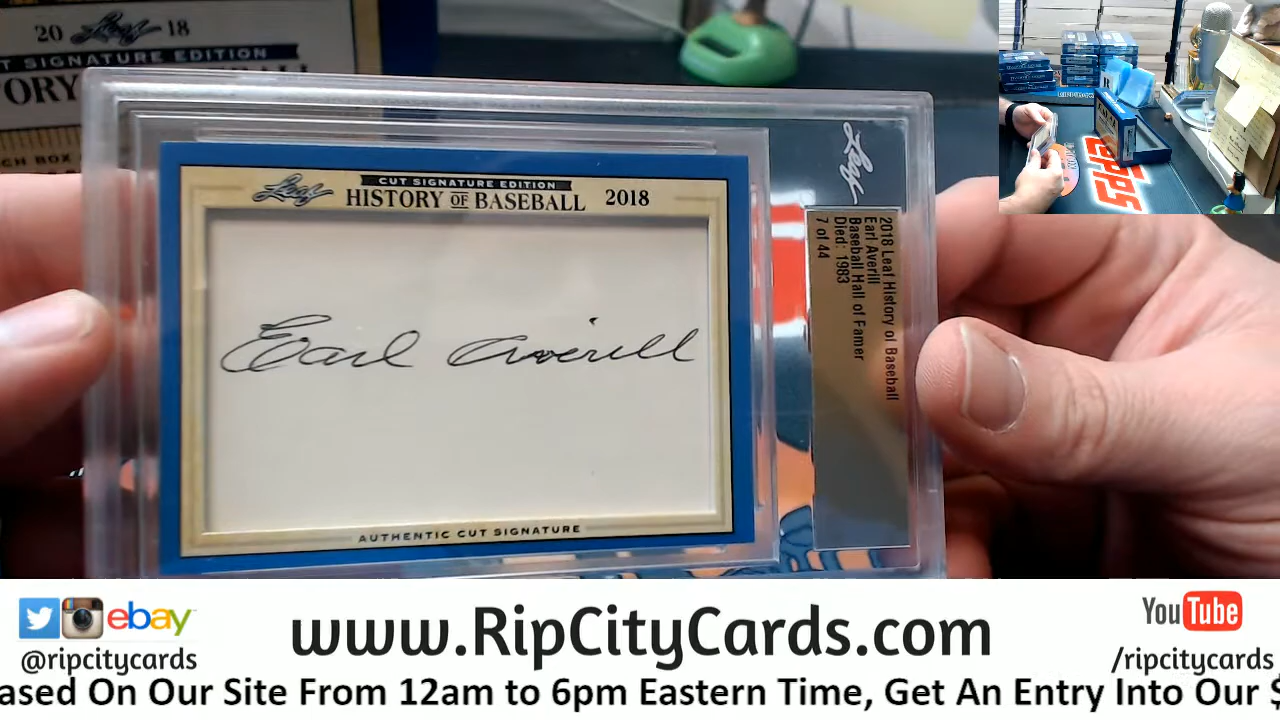 20 Leaf 18
T SIGNATURE EDITION
ORY
CH BOX
Leaf
CUT SIGNATURE EDITION
HISTORY OF BASEBALL 2018
Earl Averill
AUTHENTIC CUT SIGNATURE
Leaf
2018 Leaf History of Baseball
Earl Averill
Baseball Hall of Famer
Died: 1983
7 of 44
TOPPS
ebay
@ripcitycards
www.RipCityCards.com
YouTube
/ripcitycards
ased On Our Site From 12am to 6pm Eastern Time, Get An Entry Into Our $